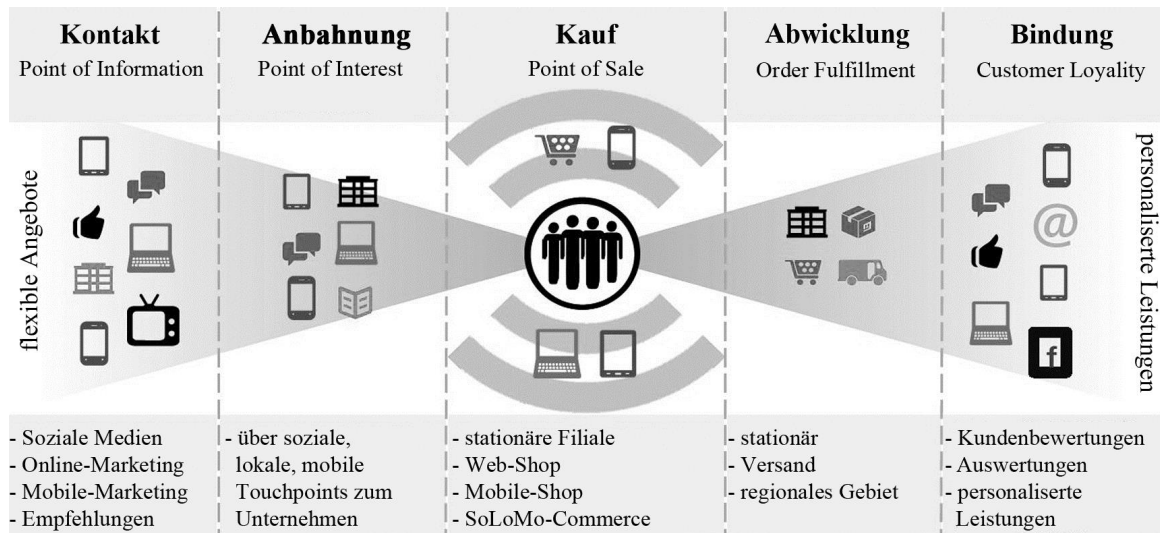 Kontakt
Point of Information
Anbahnung
Point of Interest
Kauf
Point of Sale
Abwicklung
Order Fulfillment
Bindung
Customer Loyality
flexible Angebote
@
f
personaliserte Leistungen
- Soziale Medien
- Online-Marketing
- Mobile-Marketing
- Empfehlungen
- über soziale,
lokale, mobile
Touchpoints zum
Unternehmen
- stationäre Filiale
- Web-Shop
- Mobile-Shop
- SoLoMo-Commerce
- stationär
- Versand
- regionales Gebiet
- Kundenbewertungen
- Auswertungen
- personaliserte
Leistungen